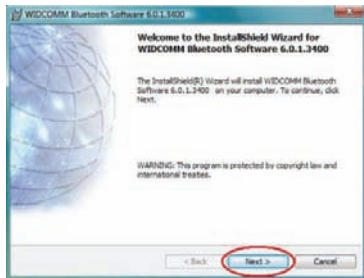 WIDCOMM Bluetooth Software 6.0.1.3400
Welcome to the InstallShield Wizard for
WIDCOMM Bluetooth Software 6.0.1.3400
The InstallShield(R) Wizard will install WIDCOMM Bluetooth
Software 6.0.1.3400 on your computer. To continue, click
Next.
WARNING: This program is protected by copyright law and
international treaties.
< Back Next > Cancel